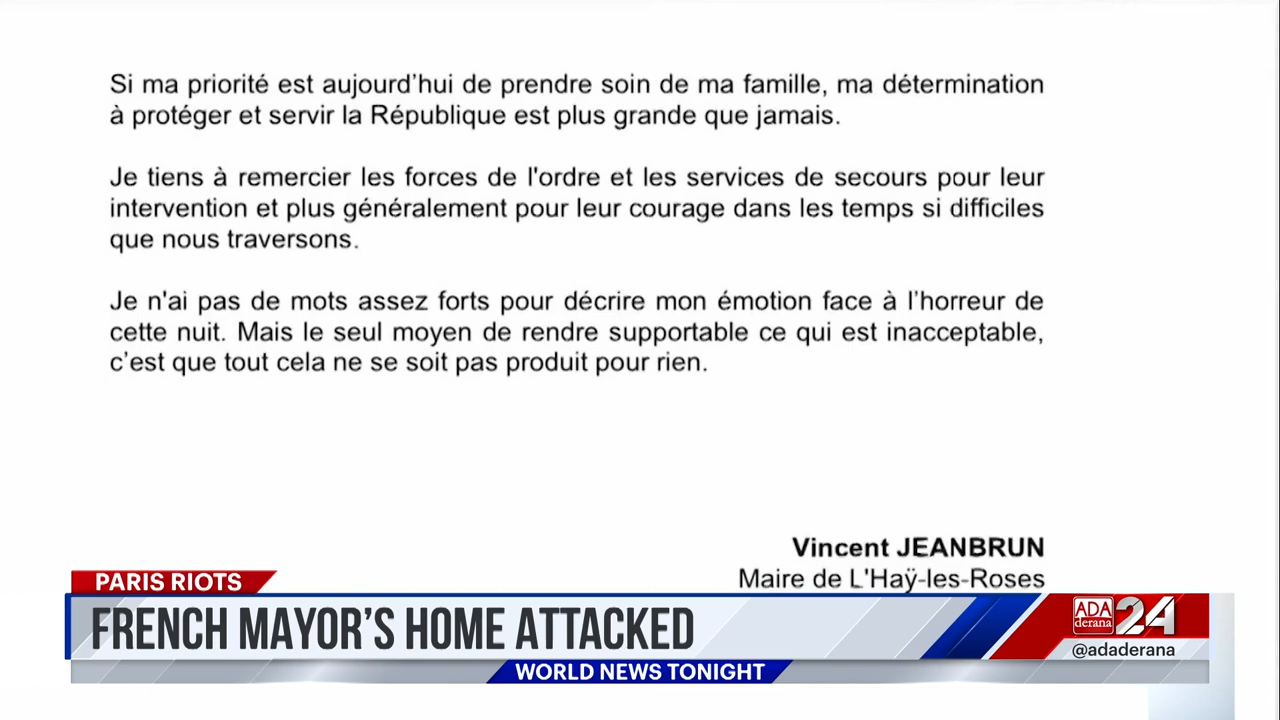 Si ma priorité est aujourd’hui de prendre soin de ma famille, ma détermination
à protéger et servir la République est plus grande que jamais.
Je tiens à remercier les forces de l'ordre et les services de secours pour leur
intervention et plus généralement pour leur courage dans les temps si difficiles
que nous traversons.
Je n'ai pas de mots assez forts pour décrire mon émotion face à l’horreur de
cette nuit. Mais le seul moyen de rendre supportable ce qui est inacceptable,
c’est que tout cela ne se soit pas produit pour rien.
Vincent JEANBRUN
Maire de L'Haÿ-les-Roses
PARIS RIOTS
FRENCH MAYOR’S HOME ATTACKED
ADA
derana
24
@adaderana
WORLD NEWS TONIGHT